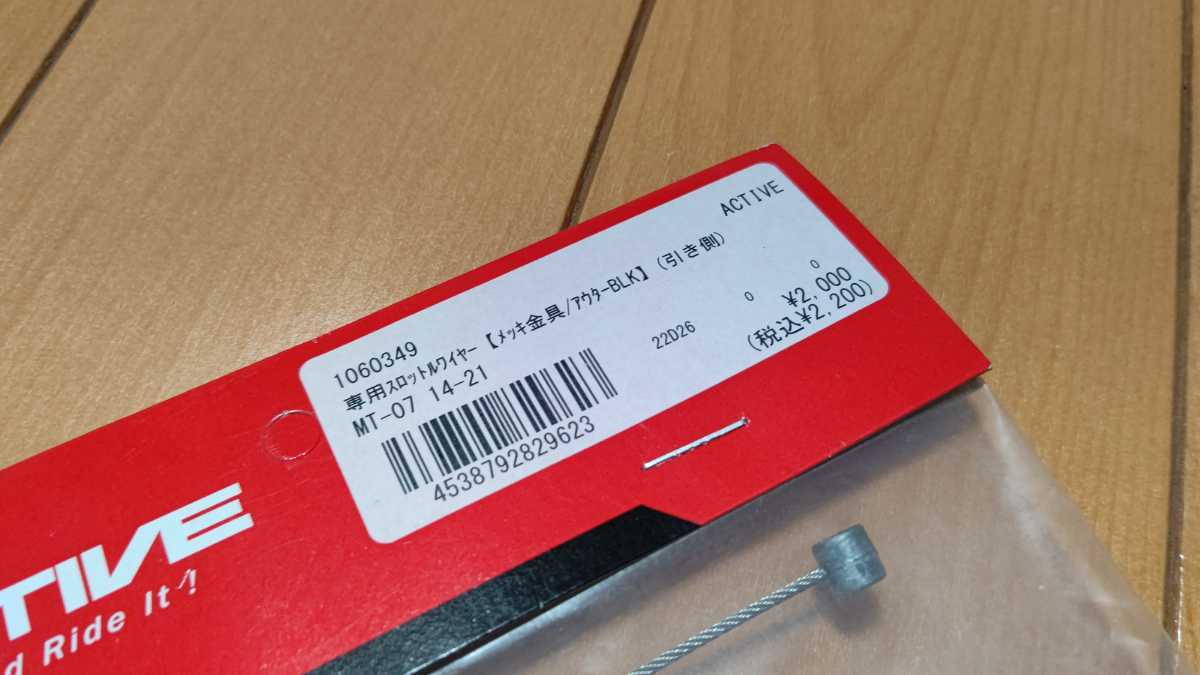 ACTIVE
1060349
専用ｽﾛｯﾄﾙﾜｲﾔｰ【ﾒｯｷ金具/ｱｳﾀｰBLK】(引き側)
MT-07 14-21
4538792829623
22D26
0
0
¥2,000
(税込¥2,200)
TIVE
d Ride It!